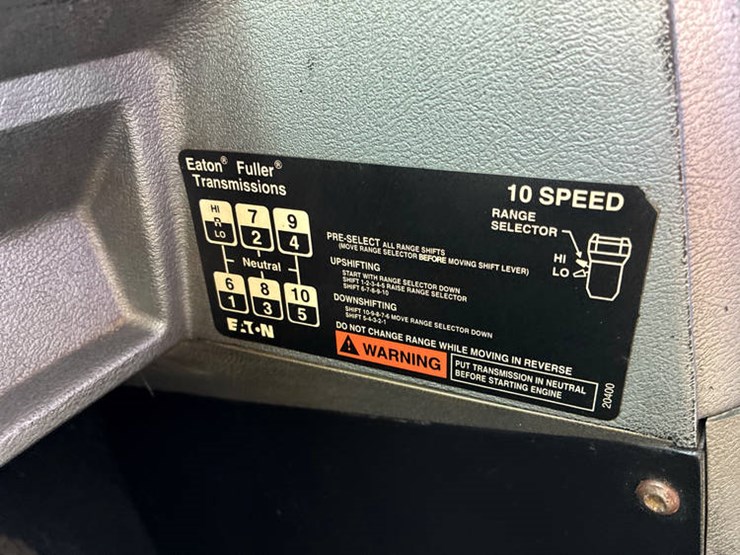 Eaton® Fuller®
Transmissions
HI
R
LO
7
2
9
4
Neutral
6
1
8
3
10
5
E·T·N
PRE-SELECT ALL RANGE SHIFTS
(MOVE RANGE SELECTOR BEFORE MOVING SHIFT LEVER)
UPSHIFTING
START WITH RANGE SELECTOR DOWN
SHIFT 1-2-3-4-5 RAISE RANGE SELECTOR
SHIFT 6-7-8-9-10
DOWNSHIFTING
SHIFT 10-9-8-7-6 MOVE RANGE SELECTOR DOWN
SHIFT 5-4-3-2-1
DO NOT CHANGE RANGE WHILE MOVING IN REVERSE
WARNING
PUT TRANSMISSION IN NEUTRAL
BEFORE STARTING ENGINE
10 SPEED
RANGE
SELECTOR
HI
LO
20400